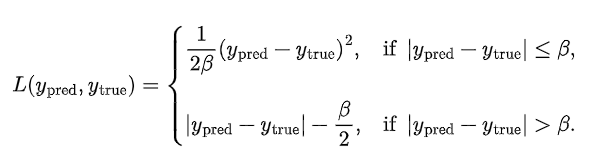 L(y_pred, y_true) = { 1/2β (y_pred − y_true)², if |y_pred − y_true| ≤ β,
|y_pred − y_true| − β/2, if |y_pred − y_true| > β.